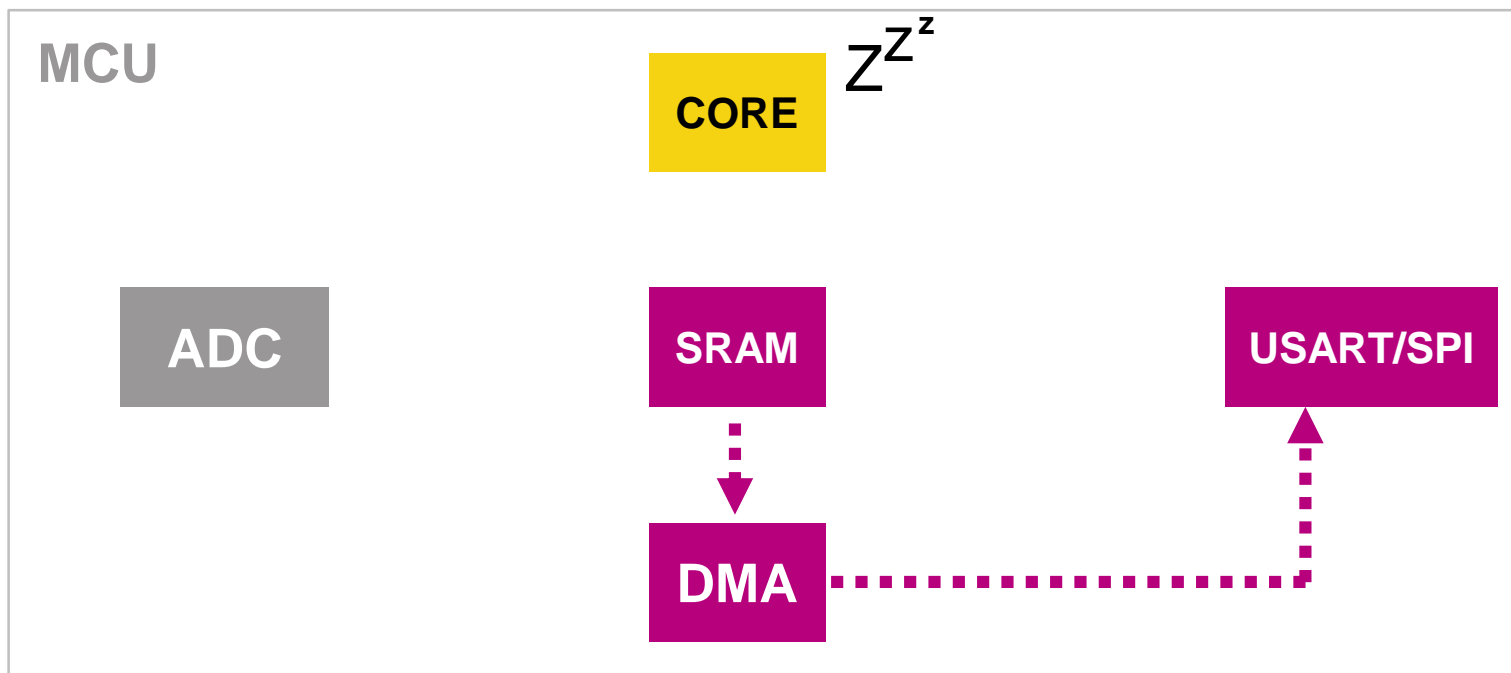 MCU
CORE
ZZz
ADC
SRAM
USART/SPI
DMA